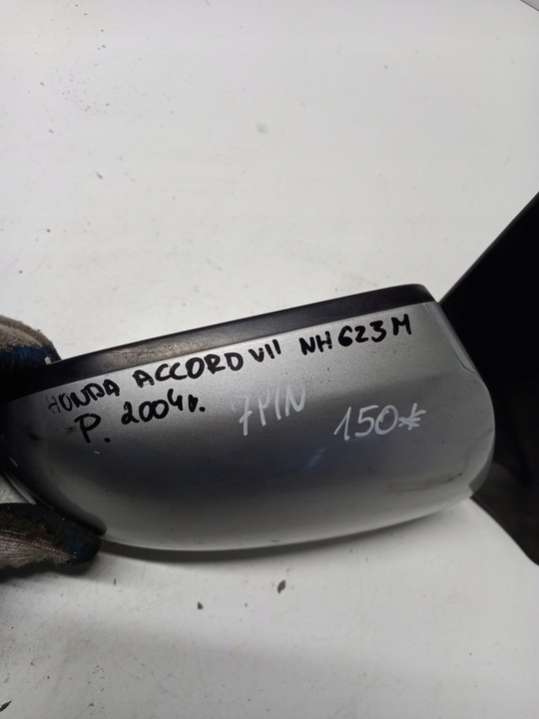 HONDA ACCORD VII NH623M
P. 2004r. 7PIN 150*